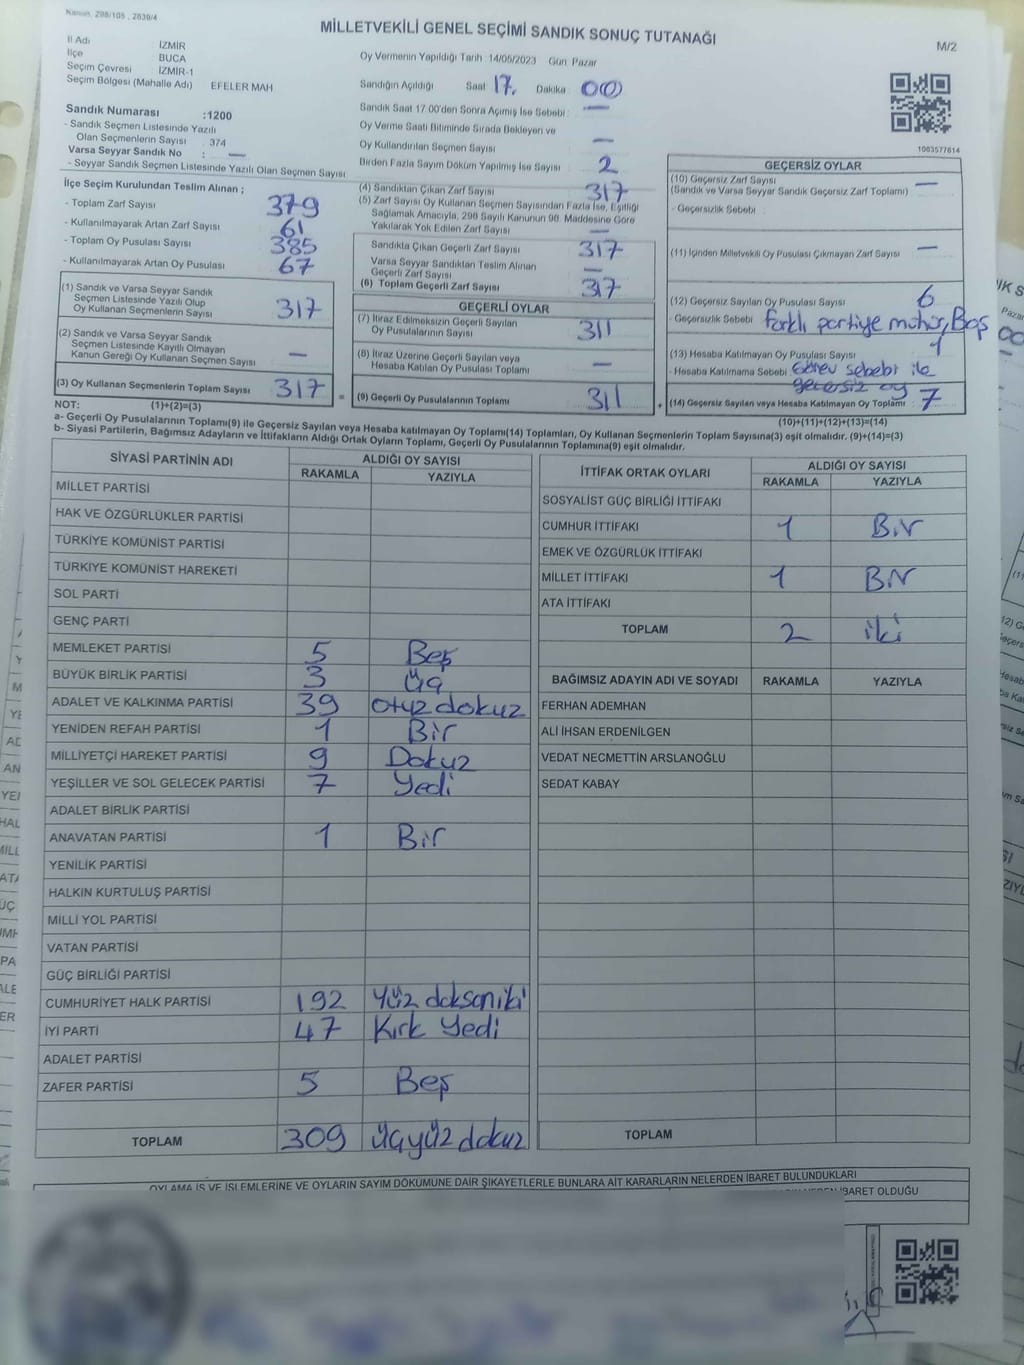 Kanun, 298/105 , 2839/4
MİLLETVEKİLİ GENEL SEÇİMİ SANDIK SONUÇ TUTANAĞI
M/2
İl Adı İZMİR
İlçe BUCA
Seçim Çevresi İZMİR-1
Seçim Bölgesi (Mahalle Adı) EFELER MAH
Oy Vermenin Yapıldığı Tarih 14/05/2023 Gün Pazar
Sandığın Açıldığı Saat 17. Dakika 00
Sandık Saat 17:00'den Sonra Açımış İse Sebebi : —
Oy Verme Saati Bitiminde Sırada Bekleyen ve
Oy Kullandırılan Seçmen Sayısı —
Birden Fazla Sayım Döküm Yapılmış İse Sayısı 2
1083577814
Sandık Numarası :1200
- Sandık Seçmen Listesinde Yazılı
Olan Seçmenlerin Sayısı : 374
Varsa Seyyar Sandık No : —
- Seyyar Sandık Seçmen Listesinde Yazılı Olan Seçmen Sayısı
İlçe Seçim Kurulundan Teslim Alınan ;
- Toplam Zarf Sayısı 379
- Kullanılmayarak Artan Zarf Sayısı 61
- Toplam Oy Pusulası Sayısı 385
- Kullanılmayarak Artan Oy Pusulası 67
(1) Sandık ve Varsa Seyyar Sandık
Seçmen Listesinde Yazılı Olup
Oy Kullanan Seçmenlerin Sayısı 317
(2) Sandık ve Varsa Seyyar Sandık
Seçmen Listesinde Kayıtlı Olmayan
Kanun Gereği Oy Kullanan Seçmen Sayısı —
(3) Oy Kullanan Seçmenlerin Toplam Sayısı 317 =
(4) Sandıktan Çıkan Zarf Sayısı 317
(5) Zarf Sayısı Oy Kullanan Seçmen Sayısından Fazla İse, Eşitliği
Sağlamak Amacıyla, 298 Sayılı Kanunun 98. Maddesine Göre
Yakılarak Yok Edilen Zarf Sayısı —
Sandıkla Çıkan Geçerli Zarf Sayısı 317
Varsa Seyyar Sandıktan Teslim Alınan
Geçerli Zarf Sayısı —
(6) Toplam Geçerli Zarf Sayısı 317
GEÇERLİ OYLAR
(7) İtiraz Edilmeksizin Geçerli Sayılan
Oy Pusulalarının Sayısı 311
(8) İtiraz Üzerine Geçerli Sayılan veya
Hesaba Katılan Oy Pusulaları Toplamı —
(9) Geçerli Oy Pusulalarının Toplamı 311 +
GEÇERSİZ OYLAR
(10) Geçersiz Zarf Sayısı —
(Sandık ve Varsa Seyyar Sandık Geçersiz Zarf Toplamı)
- Geçersizlik Sebebi :
(11) İçinden Milletvekili Oy Pusulası Çıkmayan Zarf Sayısı —
(12) Geçersiz Sayılan Oy Pusulası Sayısı 6
- Geçersizlik Sebebi farklı partiye mühür, Boş
(13) Hesaba Katılmayan Oy Pusulası Sayısı 1
- Hesaba Katılmama Sebebi : Görev sebebi ile
geçersiz oy
(14) Geçersiz Sayılan veya Hesaba Katılmayan Oy Toplamı : 7
NOT: (1)+(2)=(3)
(10)+(11)+(12)+(13)=(14)
a- Geçerli Oy Pusulalarının Toplamı(9) ile Geçersiz Sayılan veya Hesaba katılmayan Oy Toplamı(14) Toplamları, Oy Kullanan Seçmenlerin Toplam Sayısına(3) eşit olmalıdır. (9)+(14)=(3)
b- Siyasi Partilerin, Bağımsız Adayların ve İttifakların Aldığı Ortak Oyların Toplamı, Geçerli Oy Pusulalarının Toplamına(9) eşit olmalıdır.
SİYASİ PARTİNİN ADI ALDIĞI OY SAYISI
RAKAMLA YAZIYLA
MİLLET PARTİSİ
HAK VE ÖZGÜRLÜKLER PARTİSİ
TÜRKİYE KOMÜNİST PARTİSİ
TÜRKİYE KOMÜNİST HAREKETİ
SOL PARTİ
GENÇ PARTİ
MEMLEKET PARTİSİ 5 Beş
BÜYÜK BİRLİK PARTİSİ 3 Üç
ADALET VE KALKINMA PARTİSİ 39 otuz dokuz
YENİDEN REFAH PARTİSİ 1 Bir
MİLLİYETÇİ HAREKET PARTİSİ 9 Dokuz
YEŞİLLER VE SOL GELECEK PARTİSİ 7 Yedi
ADALET BİRLİK PARTİSİ
ANAVATAN PARTİSİ 1 Bir
YENİLİK PARTİSİ
HALKIN KURTULUŞ PARTİSİ
MİLLİ YOL PARTİSİ
VATAN PARTİSİ
GÜÇ BİRLİĞİ PARTİSİ
CUMHURİYET HALK PARTİSİ 192 Yüz doksan iki
İYİ PARTİ 47 Kırk Yedi
ADALET PARTİSİ
ZAFER PARTİSİ 5 Beş
TOPLAM 309 üçyüz dokuz
İTTİFAK ORTAK OYLARI ALDIĞI OY SAYISI
RAKAMLA YAZIYLA
SOSYALİST GÜÇ BİRLİĞİ İTTİFAKI
CUMHUR İTTİFAKI 1 Bir
EMEK VE ÖZGÜRLÜK İTTİFAKI
MİLLET İTTİFAKI 1 Bir
ATA İTTİFAKI
TOPLAM 2 iki
BAĞIMSIZ ADAYIN ADI VE SOYADI RAKAMLA YAZIYLA
FERHAN ADEMHAN
ALİ İHSAN ERDENİLGEN
VEDAT NECMETTİN ARSLANOĞLU
SEDAT KABAY
TOPLAM
OYLAMA İŞ VE İŞLEMLERİNE VE OYLARIN SAYIM DÖKÜMÜNE DAİR ŞİKAYETLERLE BUNLARA AİT KARARLARIN NELERDEN İBARET BULUNDUKLARI
İBARET OLDUĞU